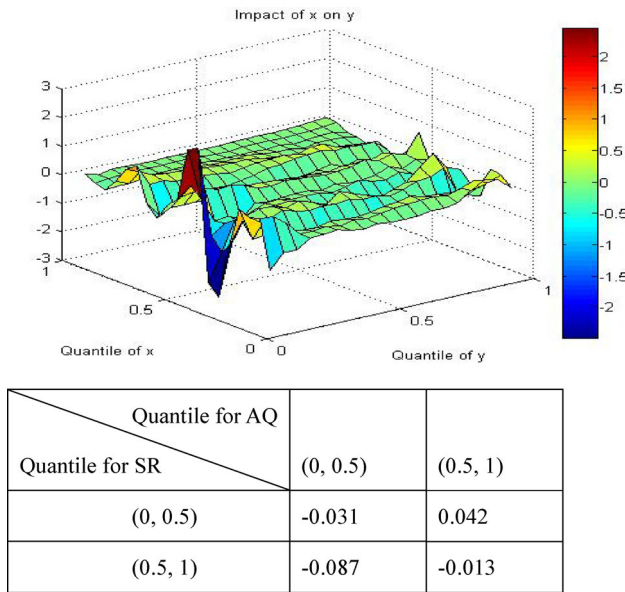 Impact of x on y
3
2
1
0
-1
-2
-3
1
0.5
0
Quantile of x
0
0.5
1
Quantile of y
2
1.5
1
0.5
0
-0.5
-1
-1.5
-2
Quantile for AQ
Quantile for SR
(0, 0.5) (0.5, 1)
(0, 0.5) -0.031 0.042
(0.5, 1) -0.087 -0.013